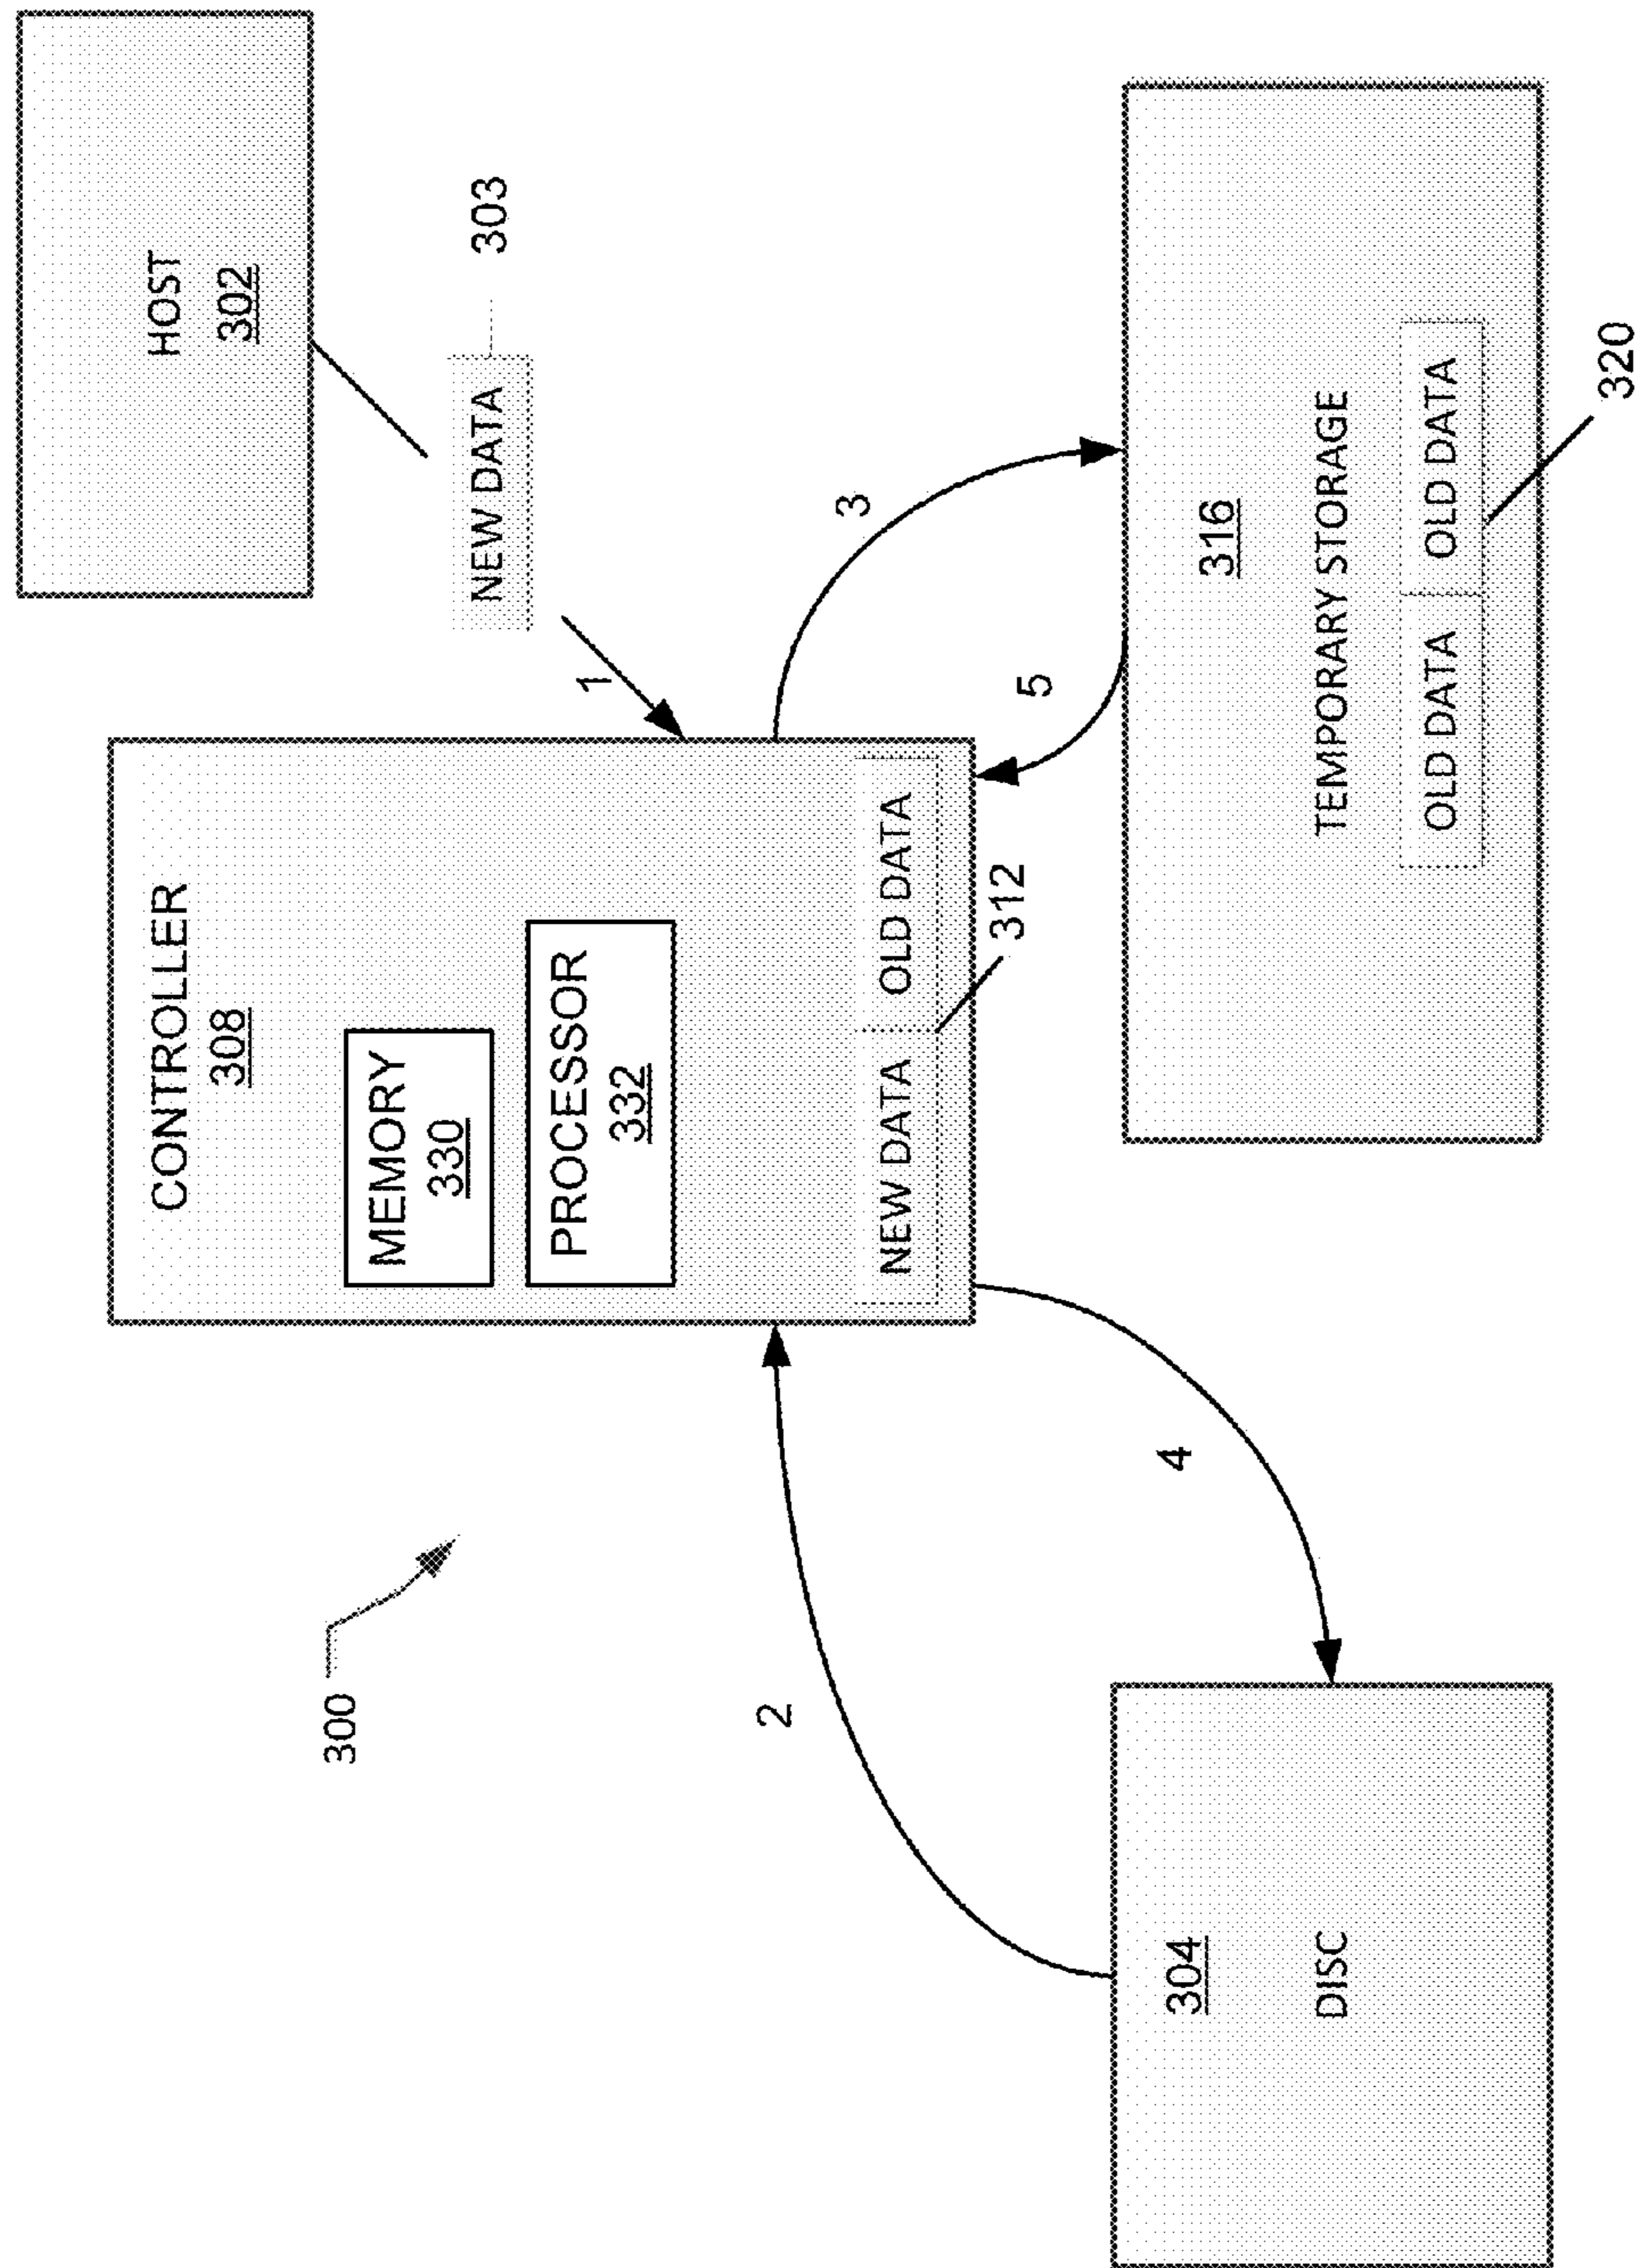 300
HOST
302
NEW DATA
303
1
CONTROLLER
308
MEMORY
330
PROCESSOR
332
NEW DATA
OLD DATA
312
2
3
4
5
304
DISC
316
TEMPORARY STORAGE
OLD DATA
OLD DATA
320